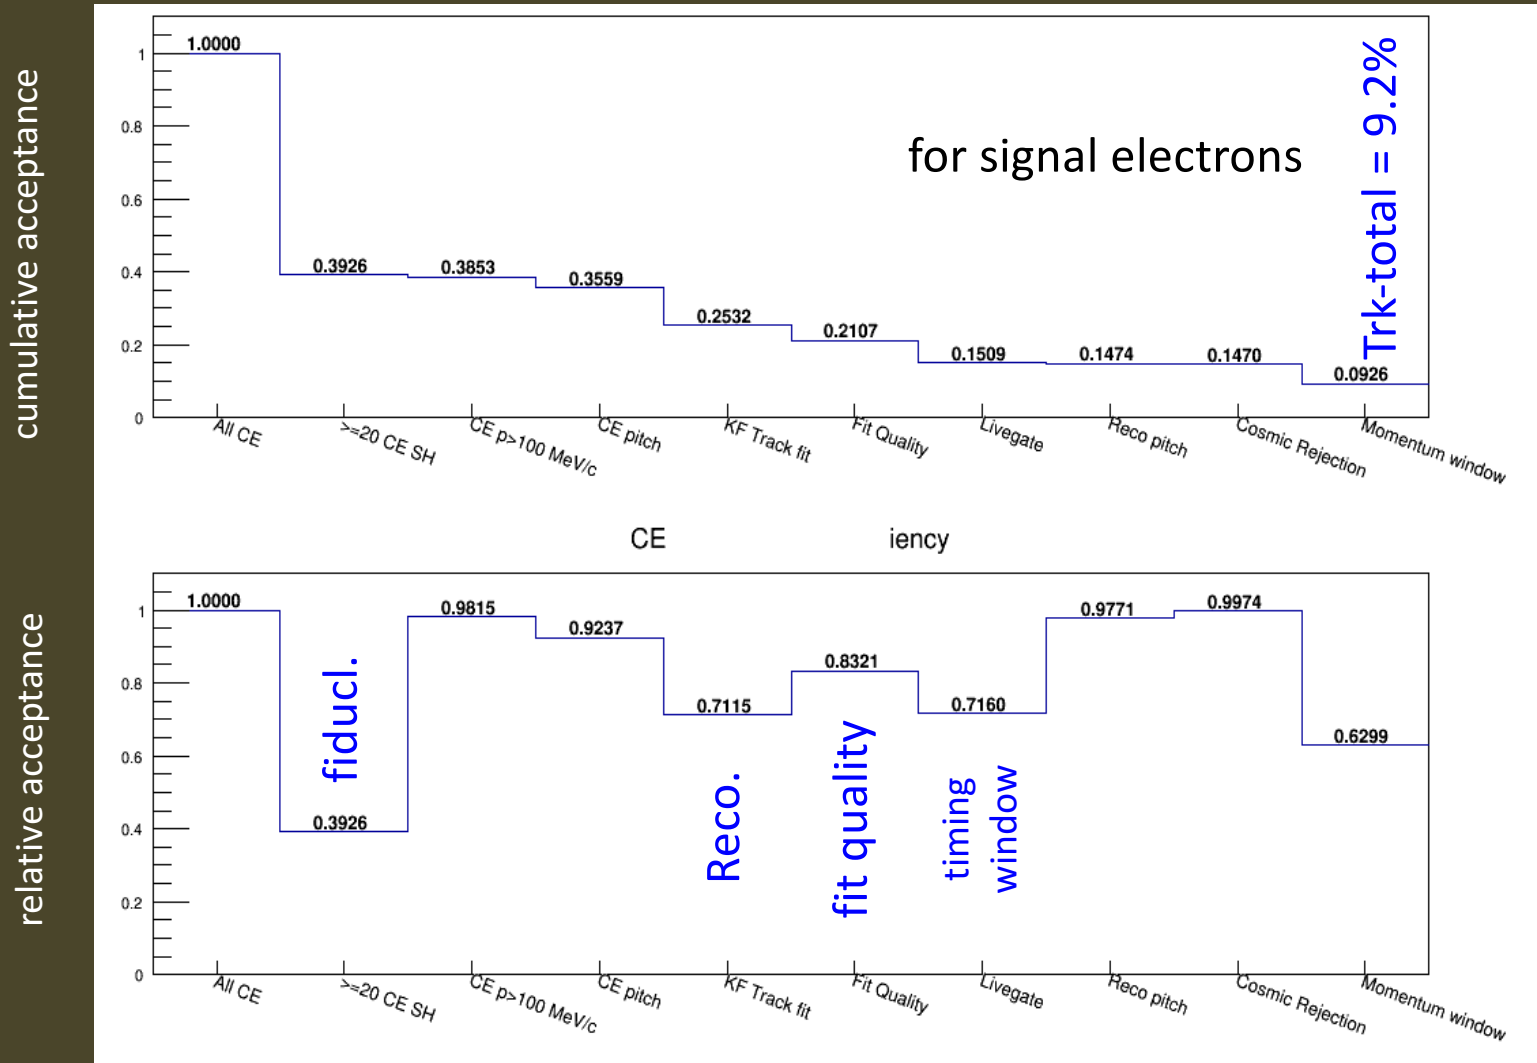 cumulative acceptance
1.0000
0.3926
0.3853
0.3559
0.2532
0.2107
0.1509
0.1474
0.1470
0.0926
for signal electrons
Trk-total = 9.2%
1
0.8
0.6
0.4
0.2
0
All CE
>=20 CE SH
CE p>100 MeV/c
CE pitch
KF Track fit
Fit Quality
Livegate
Reco pitch
Cosmic Rejection
Momentum window
CE iency
relative acceptance
1.0000
0.3926
0.9815
0.9237
0.7115
0.8321
0.7160
0.9771
0.9974
0.6299
fiducl.
Reco.
fit quality
timing
window
1
0.8
0.6
0.4
0.2
0
All CE
>=20 CE SH
CE p>100 MeV/c
CE pitch
KF Track fit
Fit Quality
Livegate
Reco pitch
Cosmic Rejection
Momentum window